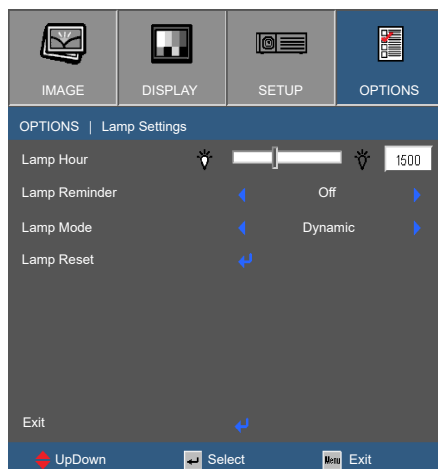 IMAGE DISPLAY SETUP OPTIONS
OPTIONS | Lamp Settings
Lamp Hour 1500
Lamp Reminder Off
Lamp Mode Dynamic
Lamp Reset
Exit
UpDown Select Menu Exit